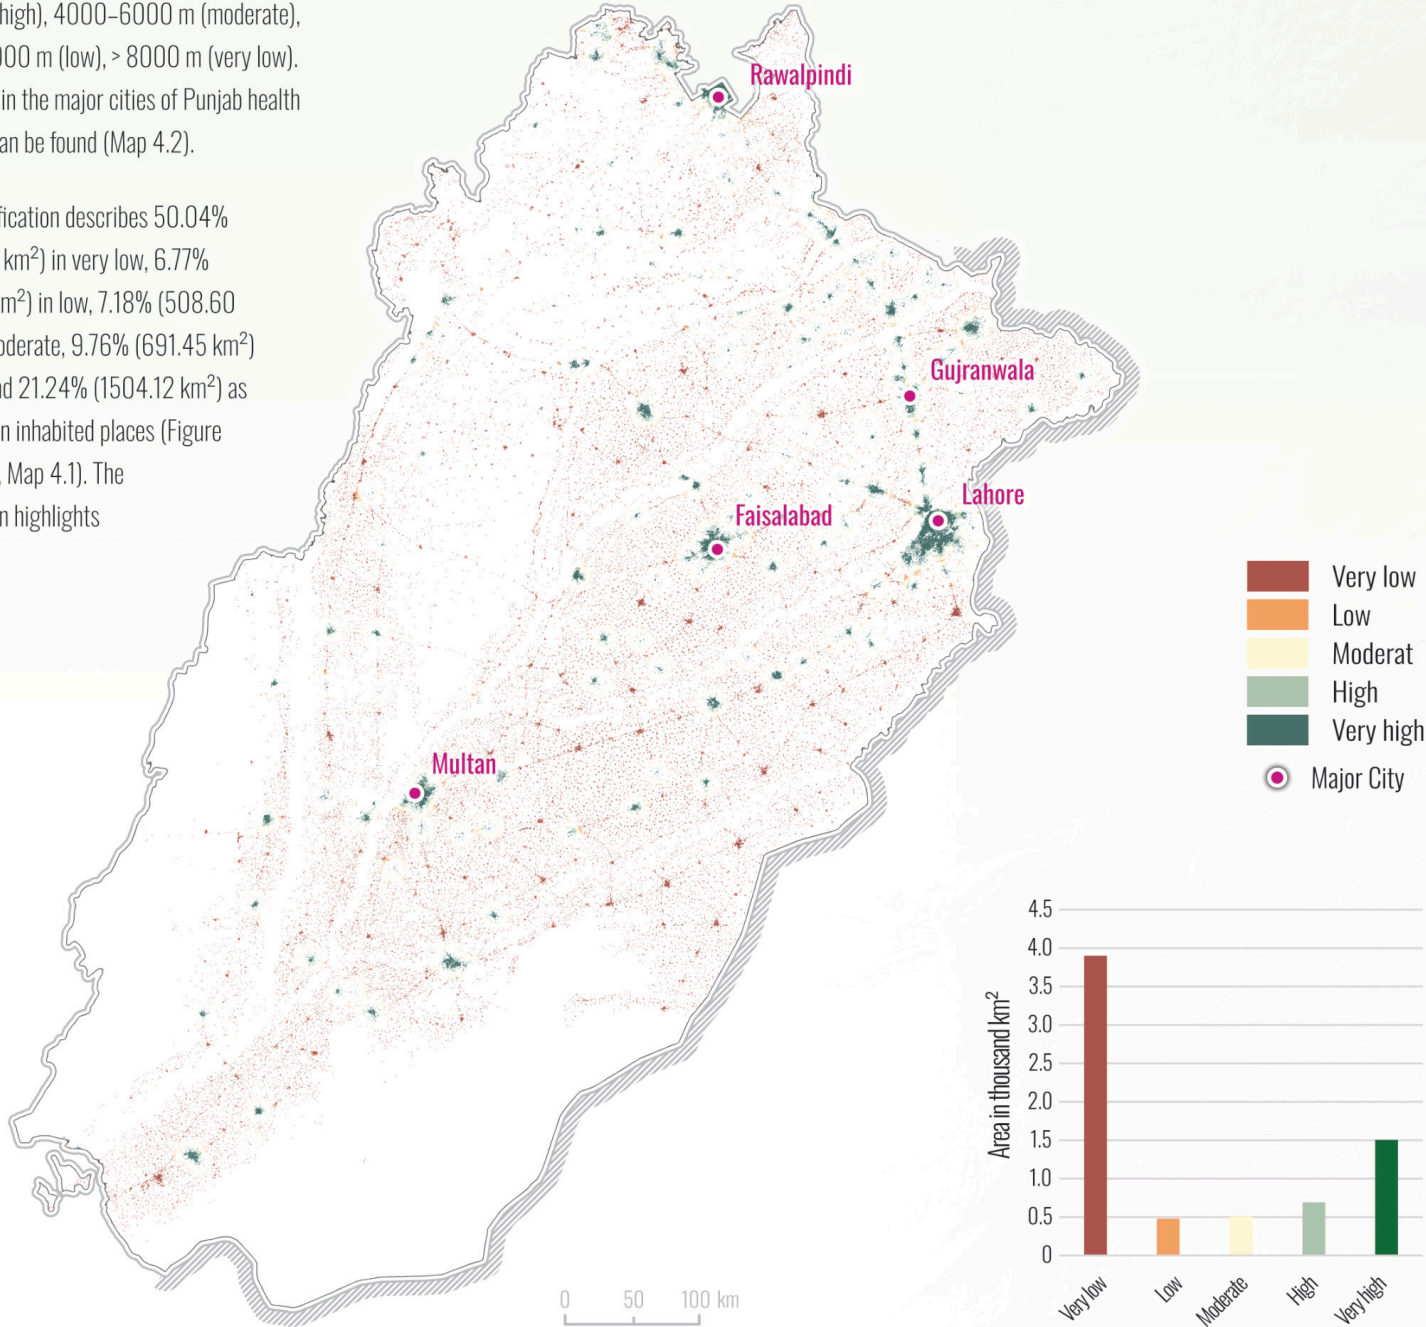 high), 4000–6000 m (moderate),
000 m (low), > 8000 m (very low).
in the major cities of Punjab health
an be found (Map 4.2).
fication describes 50.04%
km²) in very low, 6.77%
m²) in low, 7.18% (508.60
oderate, 9.76% (691.45 km²)
nd 21.24% (1504.12 km²) as
n inhabited places (Figure
, Map 4.1). The
n highlights
Rawalpindi
Gujranwala
Lahore
Faisalabad
Multan
Very low
Low
Moderat
High
Very high
Major City
Area in thousand km²
4.5
4.0
3.5
3.0
2.5
2.0
1.5
1.0
0.5
0
Very low
Low
Moderate
High
Very high
0 50 100 km